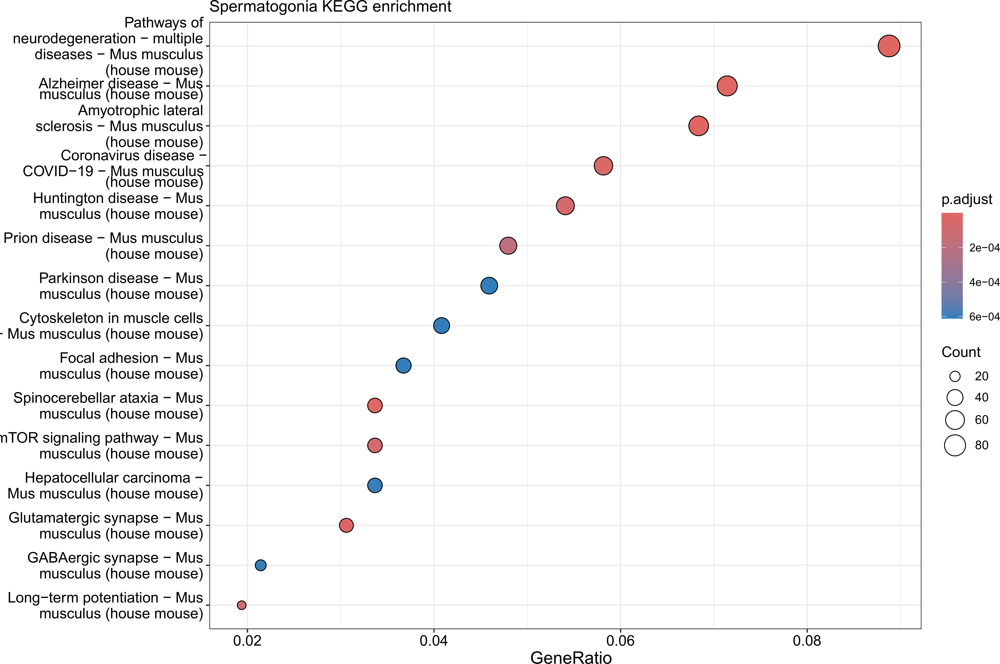 Spermatogonia KEGG enrichment
Pathways of
neurodegeneration − multiple
diseases − Mus musculus
(house mouse)
Alzheimer disease − Mus
musculus (house mouse)
Amyotrophic lateral
sclerosis − Mus musculus
(house mouse)
Coronavirus disease −
COVID−19 − Mus musculus
(house mouse)
Huntington disease − Mus
musculus (house mouse)
Prion disease − Mus musculus
(house mouse)
Parkinson disease − Mus
musculus (house mouse)
Cytoskeleton in muscle cells
− Mus musculus (house mouse)
Focal adhesion − Mus
musculus (house mouse)
Spinocerebellar ataxia − Mus
musculus (house mouse)
mTOR signaling pathway − Mus
musculus (house mouse)
Hepatocellular carcinoma −
Mus musculus (house mouse)
Glutamatergic synapse − Mus
musculus (house mouse)
GABAergic synapse − Mus
musculus (house mouse)
Long−term potentiation − Mus
musculus (house mouse)
0.02
0.04
0.06
0.08
GeneRatio
p.adjust
2e−04
4e−04
6e−04
Count
20
40
60
80